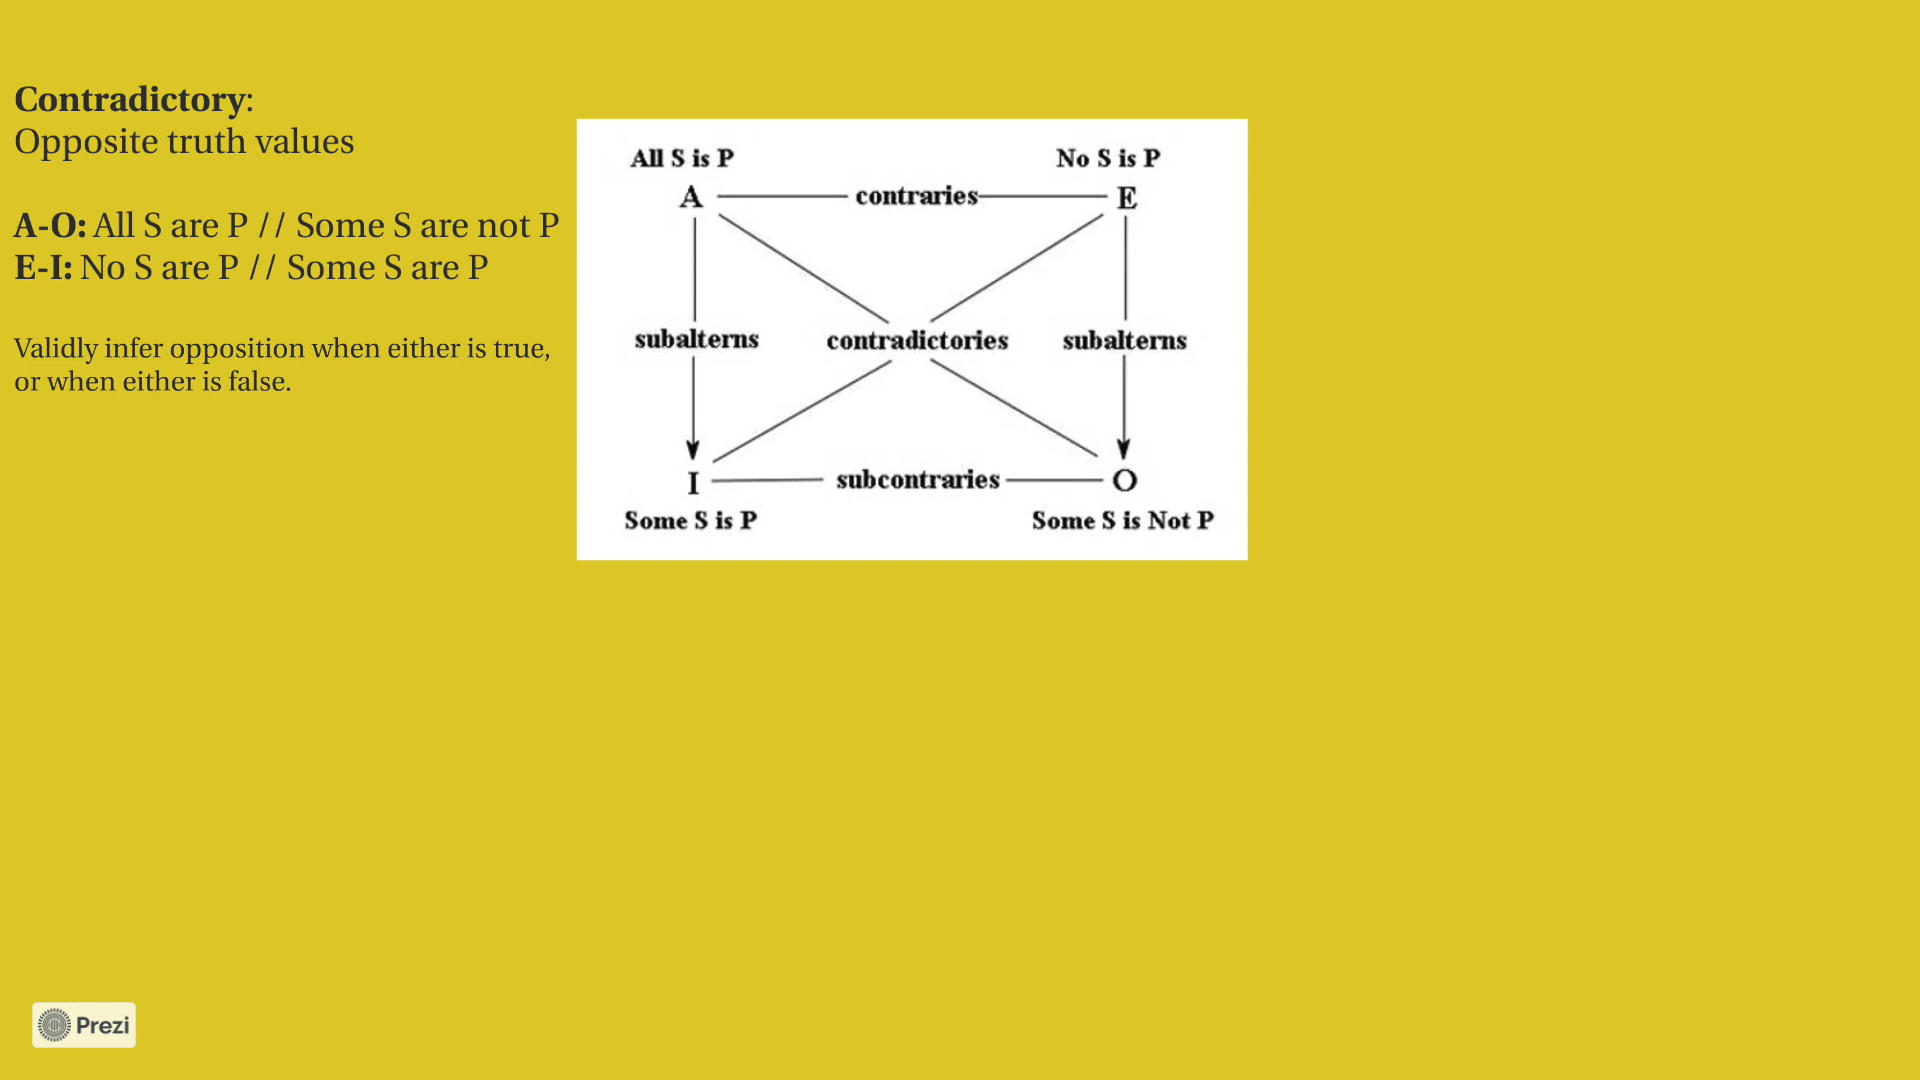 Contradictory:
Opposite truth values
A-O: All S are P // Some S are not P
E-I: No S are P // Some S are P
Validly infer opposition when either is true,
or when either is false.
All S is P
No S is P
A
contraries
E
subalterns
contradictories
subalterns
I
subcontraries
O
Some S is P
Some S is Not P
Prezi